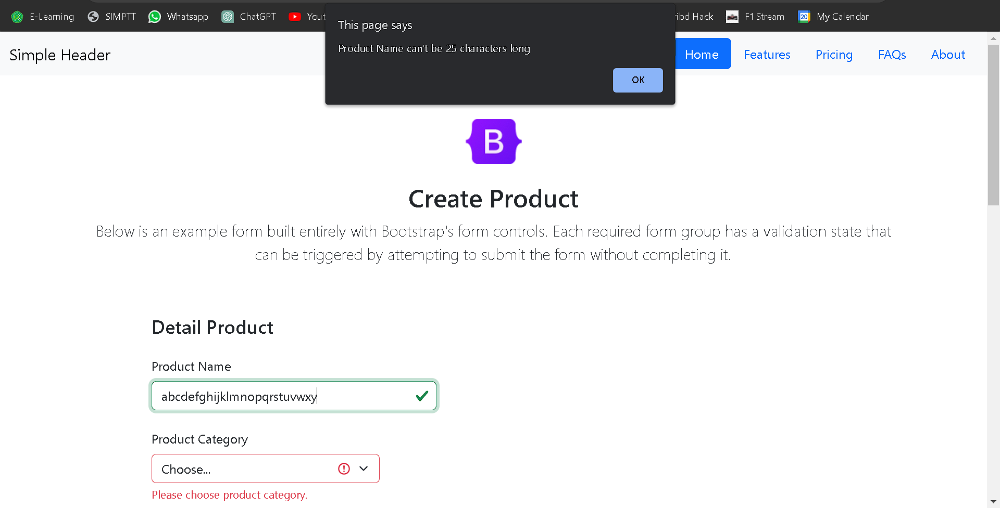 E-Learning SIMPTT Whatsapp ChatGPT Hack F1 Stream 20 My Calendar
This page says
Product Name can't be 25 characters long
OK
Simple Header
Home Features Pricing FAQs About
B
Create Product
Below is an example form built entirely with Bootstrap's form controls. Each required form group has a validation state that
can be triggered by attempting to submit the form without completing it.
Detail Product
Product Name
abcdefghijklmnopqrstuvwxy
Product Category
Choose...
Please choose product category.